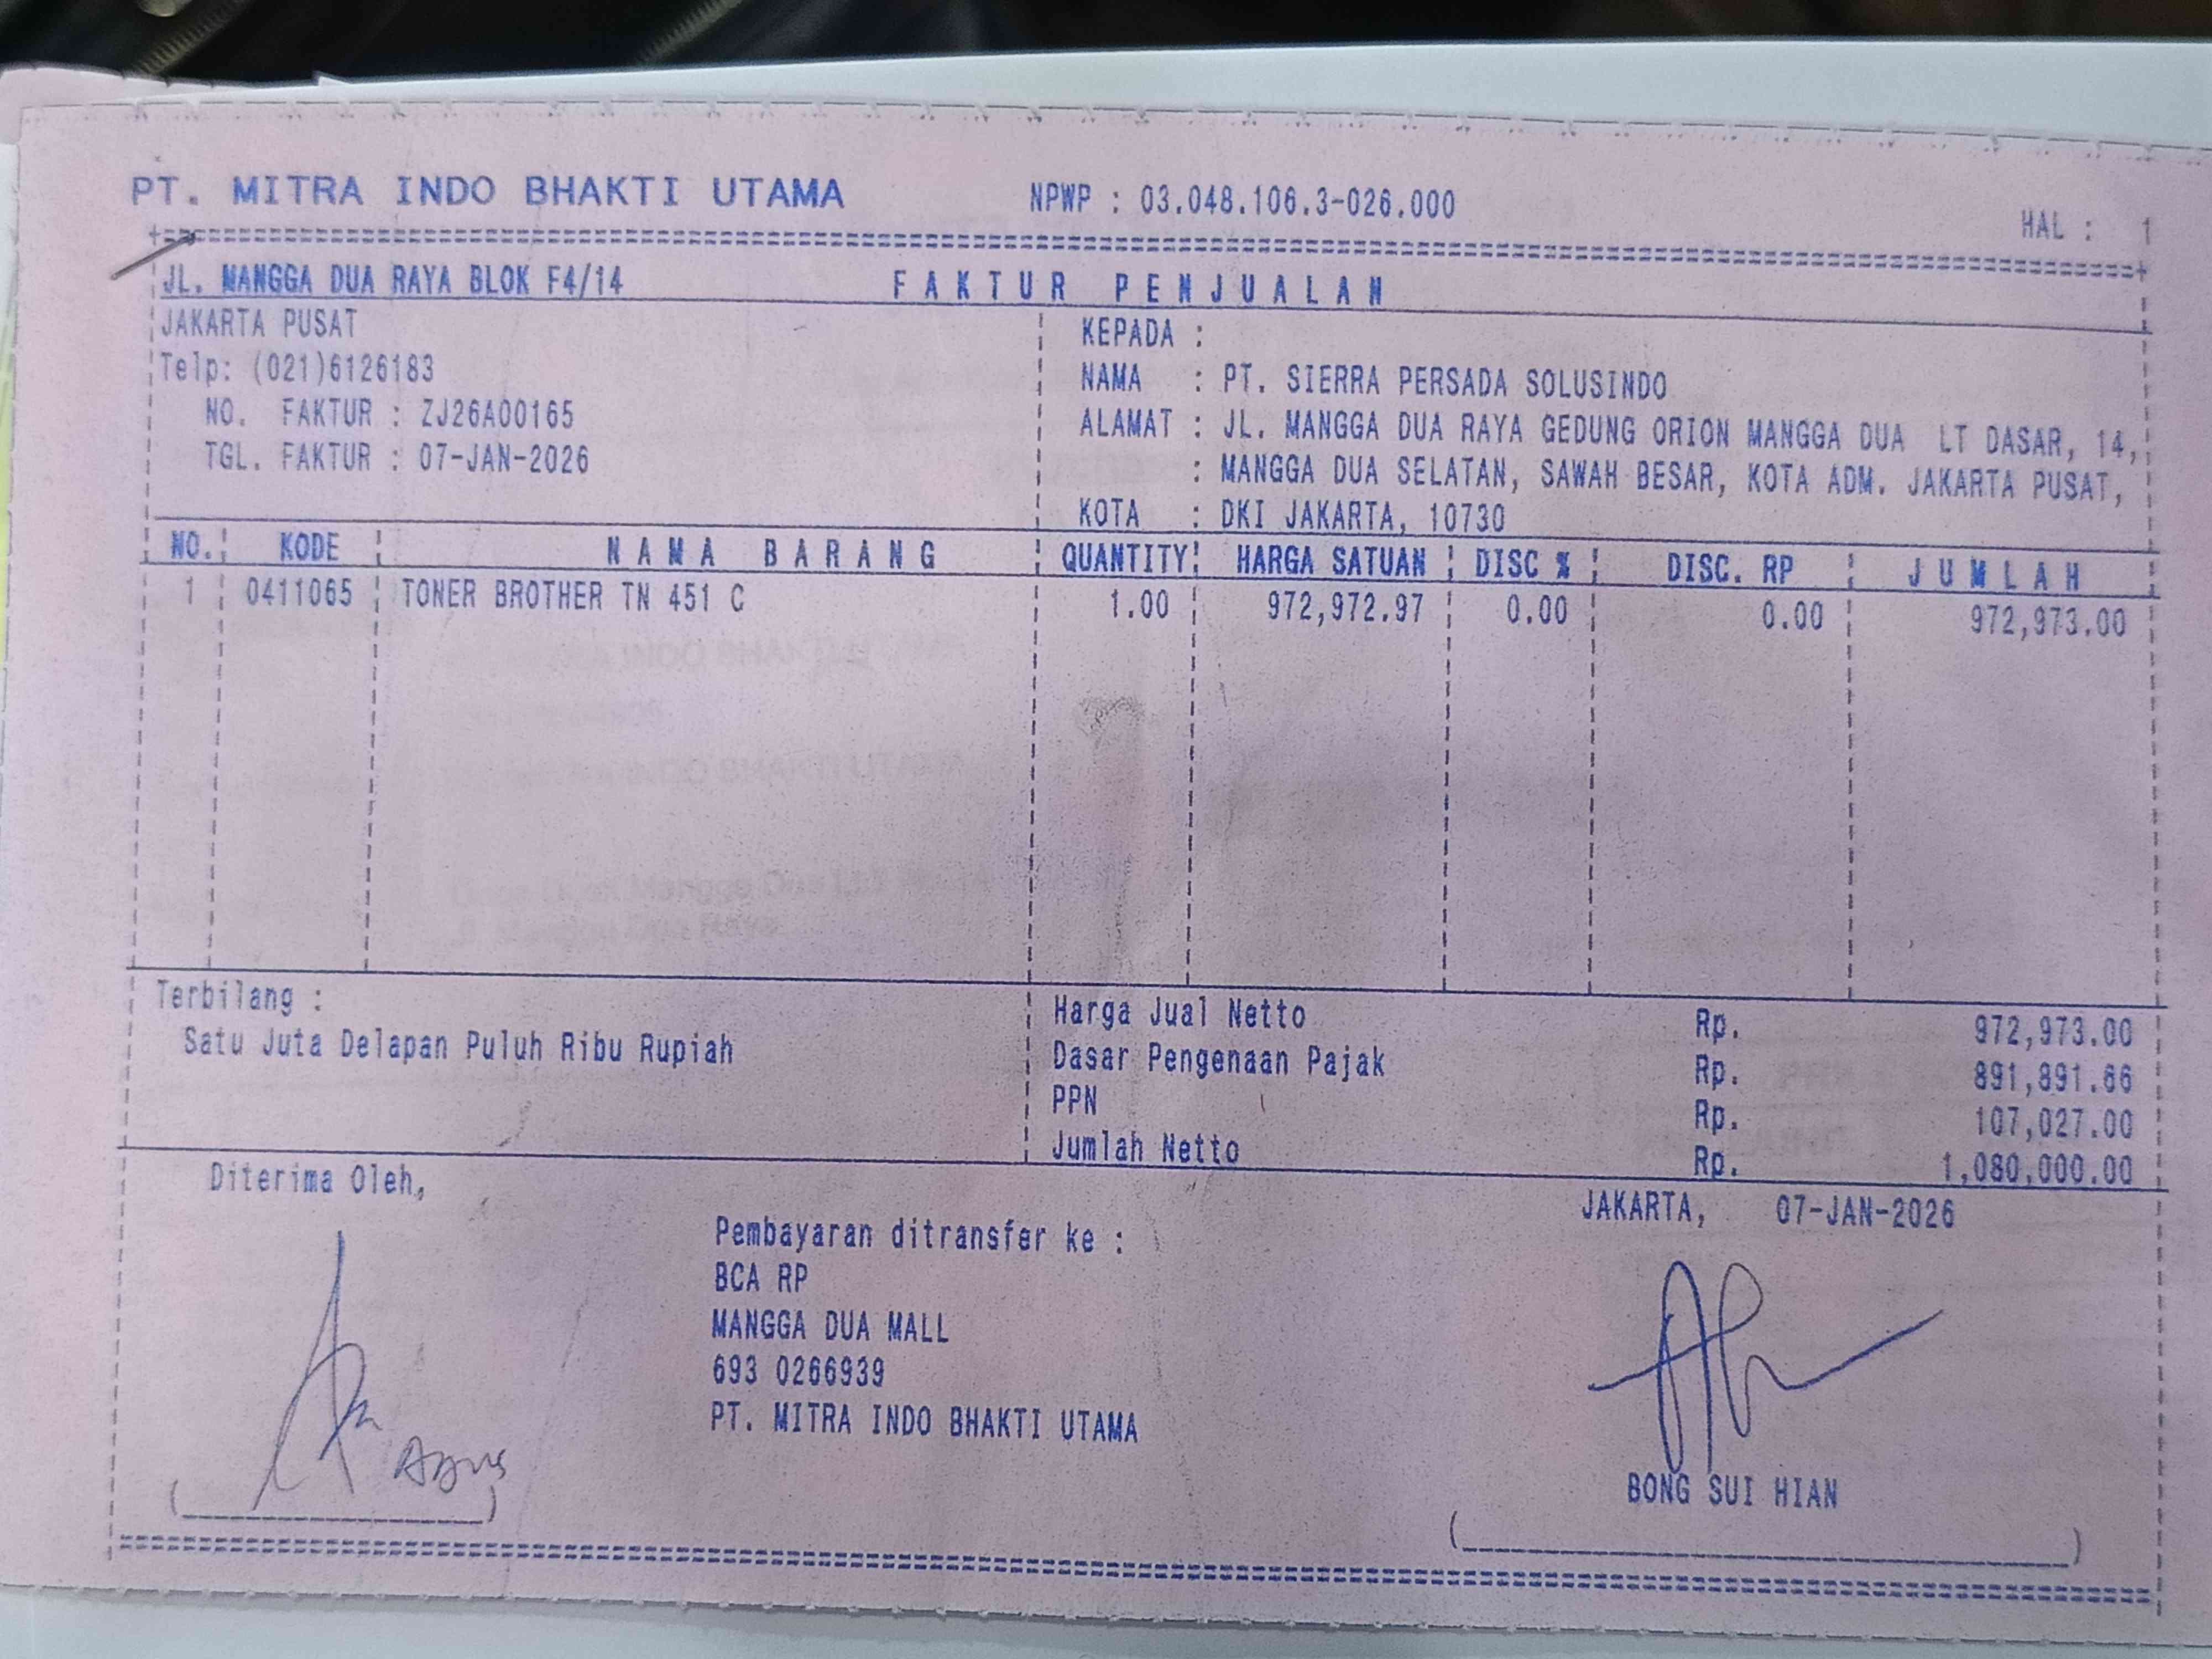 PT. MITRA INDO BHAKTI UTAMA NPWP : 03.048.106.3-026.000
HAL : 1
JL. MANGGA DUA RAYA BLOK F4/14 FAKTUR PENJUALAN
JAKARTA PUSAT
Telp: (021)6126183
NO. FAKTUR : ZJ26A00165
TGL. FAKTUR : 07-JAN-2026
KEPADA :
NAMA : PT. SIERRA PERSADA SOLUSINDO
ALAMAT : JL. MANGGA DUA RAYA GEDUNG ORION MANGGA DUA LT DASAR, 14,
: MANGGA DUA SELATAN, SAWAH BESAR, KOTA ADM. JAKARTA PUSAT,
KOTA : DKI JAKARTA, 10730
NO. KODE NAMA BARANG QUANTITY HARGA SATUAN DISC % DISC. RP JUMLAH
1 0411065 TONER BROTHER TN 451 C 1.00 972,972.97 0.00 0.00 972,973.00
Terbilang :
Satu Juta Delapan Puluh Ribu Rupiah
Harga Jual Netto Rp. 972,973.00
Dasar Pengenaan Pajak Rp. 891,891.66
PPN Rp. 107,027.00
Jumlah Netto Rp. 1,080,000.00
Diterima Oleh,
JAKARTA, 07-JAN-2026
Pembayaran ditransfer ke :
BCA RP
MANGGA DUA MALL
693 0266939
PT. MITRA INDO BHAKTI UTAMA
Agus
BONG SUI HIAN